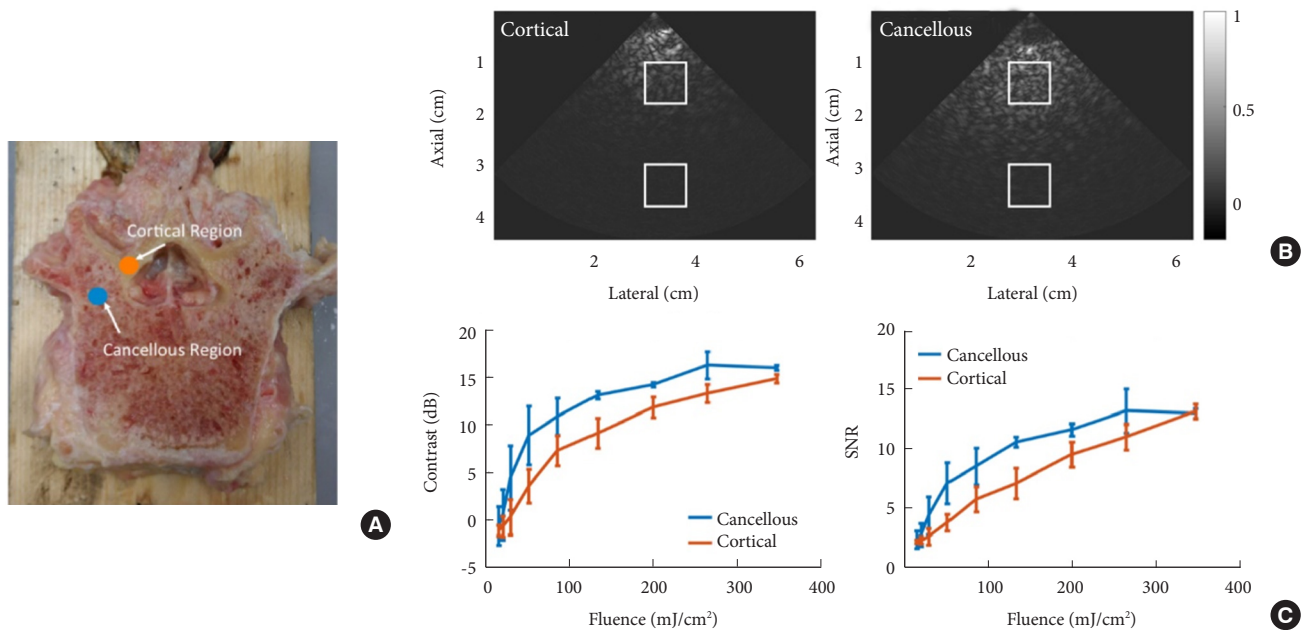 Cortical Region
Cancellous Region
A
Cortical
1
2
3
4
Axial (cm)
2
4
6
Lateral (cm)
Cancellous
1
2
3
4
Axial (cm)
2
4
6
Lateral (cm)
1
0.5
0
B
20
15
10
5
0
-5
Contrast (dB)
0
100
200
300
400
Fluence (mJ/cm²)
Cancellous
Cortical
20
15
10
5
0
SNR
100
200
300
400
Fluence (mJ/cm²)
Cancellous
Cortical
C